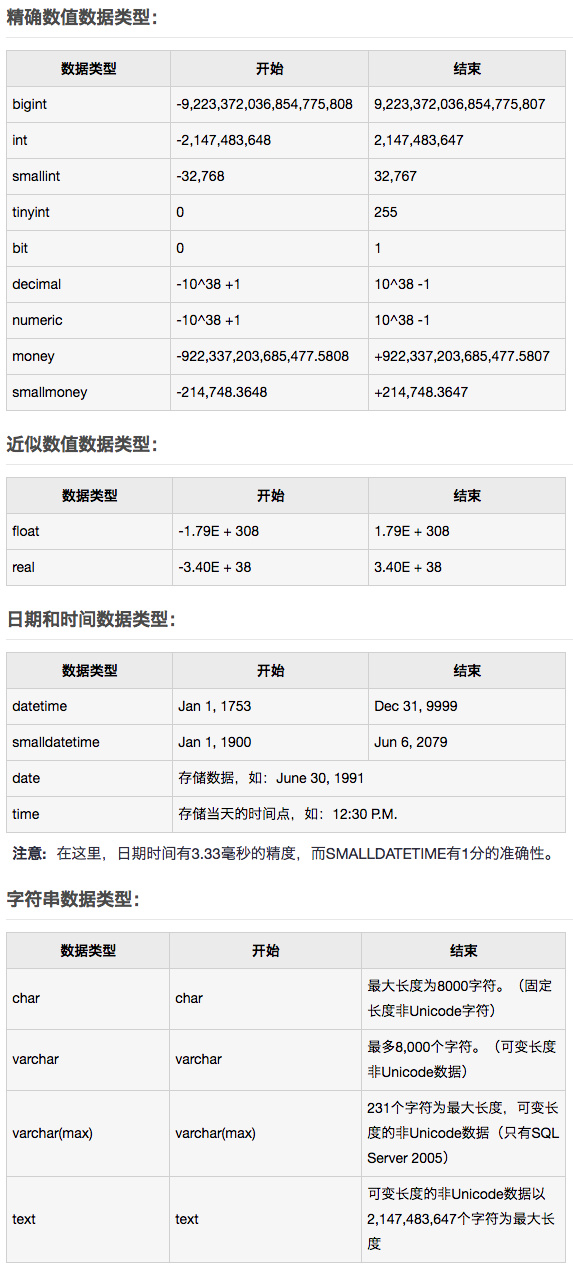 精确数值数据类型：
数据类型 开始 结束
bigint -9,223,372,036,854,775,808 9,223,372,036,854,775,807
int -2,147,483,648 2,147,483,647
smallint -32,768 32,767
tinyint 0 255
bit 0 1
decimal -10^38 +1 10^38 -1
numeric -10^38 +1 10^38 -1
money -922,337,203,685,477.5808 +922,337,203,685,477.5807
smallmoney -214,748.3648 +214,748.3647
近似数值数据类型：
数据类型 开始 结束
float -1.79E + 308 1.79E + 308
real -3.40E + 38 3.40E + 38
日期和时间数据类型：
数据类型 开始 结束
datetime Jan 1, 1753 Dec 31, 9999
smalldatetime Jan 1, 1900 Jun 6, 2079
date 存储数据，如：June 30, 1991
time 存储当天的时间点，如：12:30 P.M.
注意：在这里，日期时间有3.33毫秒的精度，而SMALLDATETIME有1分的准确性。
字符串数据类型：
数据类型 开始 结束
char char 最大长度为8000字符。（固定
长度非Unicode字符）
varchar varchar 最多8,000个字符。（可变长度
非Unicode数据）
varchar(max) varchar(max) 231个字符为最大长度，可变长
度的非Unicode数据（只有SQL
Server 2005）
text text 可变长度的非Unicode数据以
2,147,483,647个字符为最大长
度